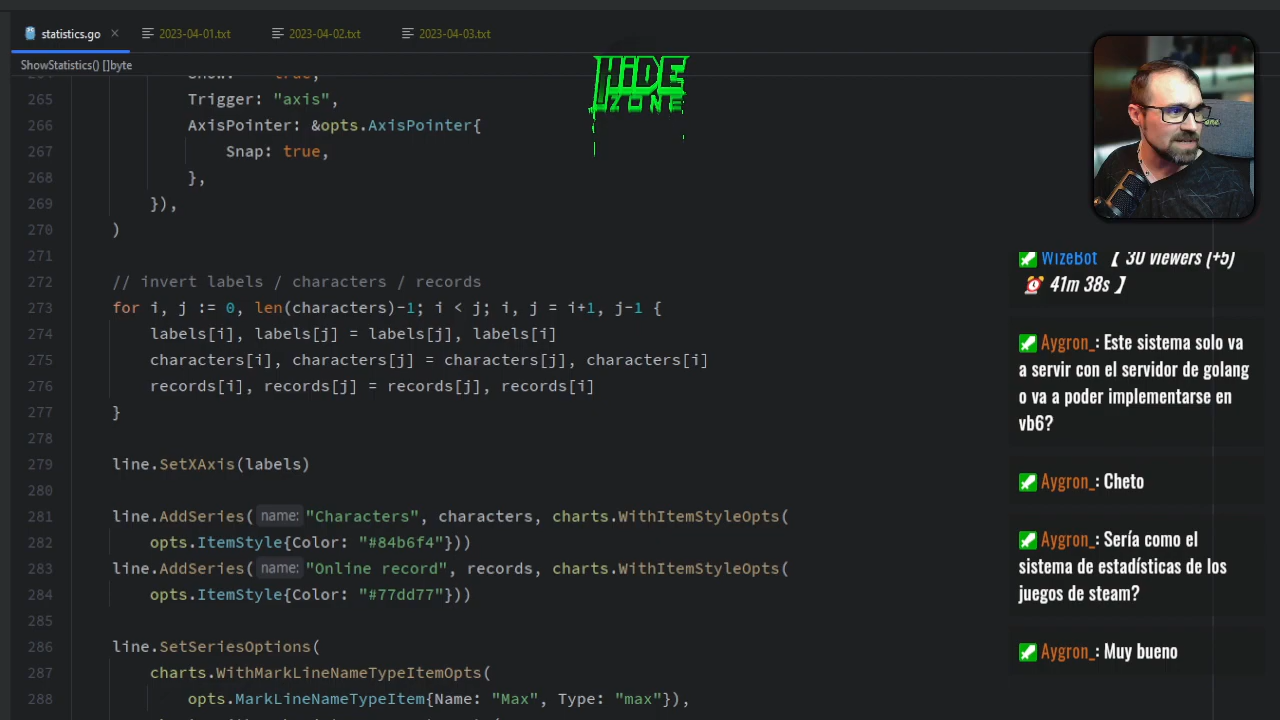 statistics.go
2023-04-01.txt
2023-04-02.txt
2023-04-03.txt
ShowStatistics() []byte
HiDE
ZONE
265 Trigger: "axis",
266 AxisPointer: &opts.AxisPointer{
267 Snap: true,
268 },
269 }),
270 )
271
272 // invert labels / characters / records
273 for i, j := 0, len(characters)-1; i < j; i, j = i+1, j-1 {
274 labels[i], labels[j] = labels[j], labels[i]
275 characters[i], characters[j] = characters[j], characters[i]
276 records[i], records[j] = records[j], records[i]
277 }
278
279 line.SetXAxis(labels)
280
281 line.AddSeries( name: "Characters", characters, charts.WithItemStyleOpts(
282 opts.ItemStyle{Color: "#84b6f4"}))
283 line.AddSeries( name: "Online record", records, charts.WithItemStyleOpts(
284 opts.ItemStyle{Color: "#77dd77"}))
285
286 line.SetSeriesOptions(
287 charts.WithMarkLineNameTypeItemOpts(
288 opts.MarkLineNameTypeItem{Name: "Max", Type: "max"}),
WizeBot 【 30 viewers (+5)
⏰ 41m 38s 】
Aygron_: Este sistema solo va
a servir con el servidor de golang
o va a poder implementarse en
vb6?
Aygron_: Cheto
Aygron_: Sería como el
sistema de estadísticas de los
juegos de steam?
Aygron_: Muy bueno